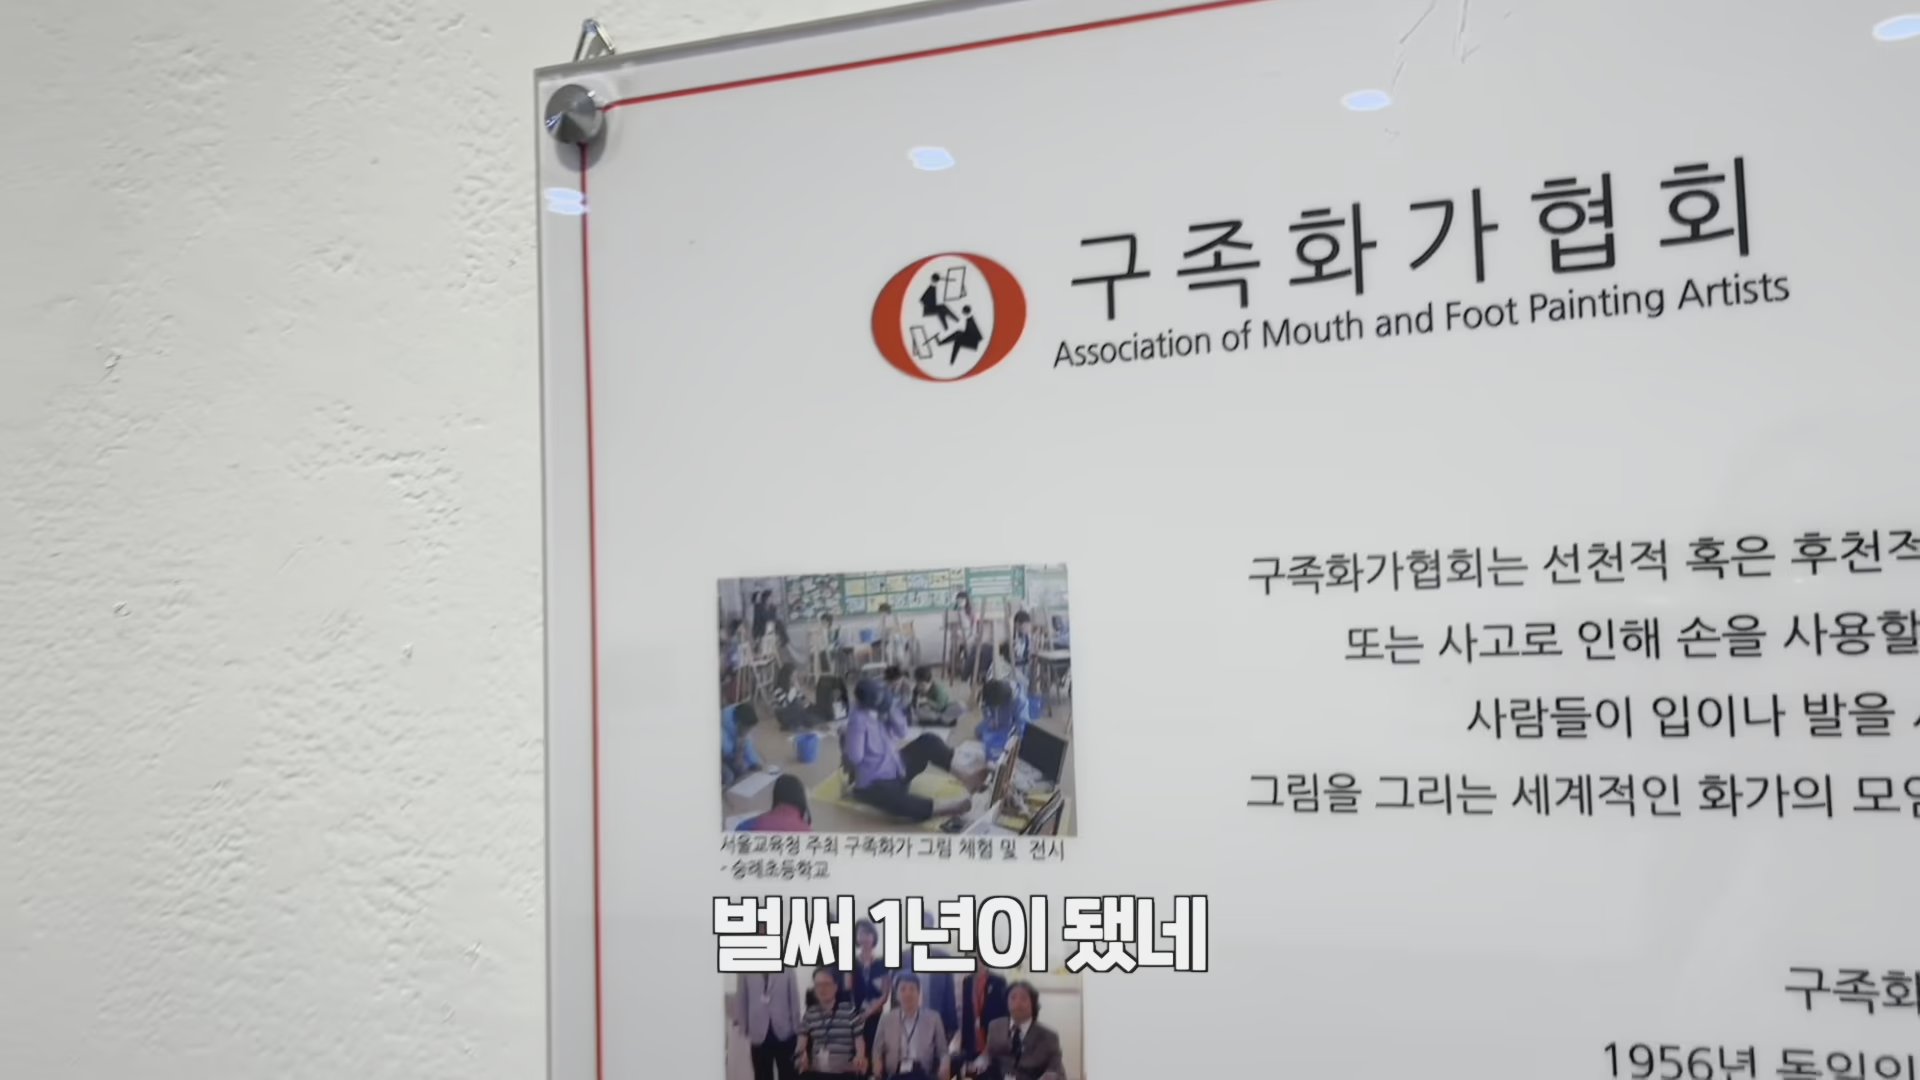 구족화가협회
Association of Mouth and Foot Painting Artists
구족화가협회는 선천적 혹은 후천적
또는 사고로 인해 손을 사용할
사람들이 입이나 발을
그림을 그리는 세계적인 화가의 모임
서울교육청 주최 구족화가 그림 체험 및 전시
- 숭례초등학교
벌써 1년이 됐네
구족화
1956년 독일의